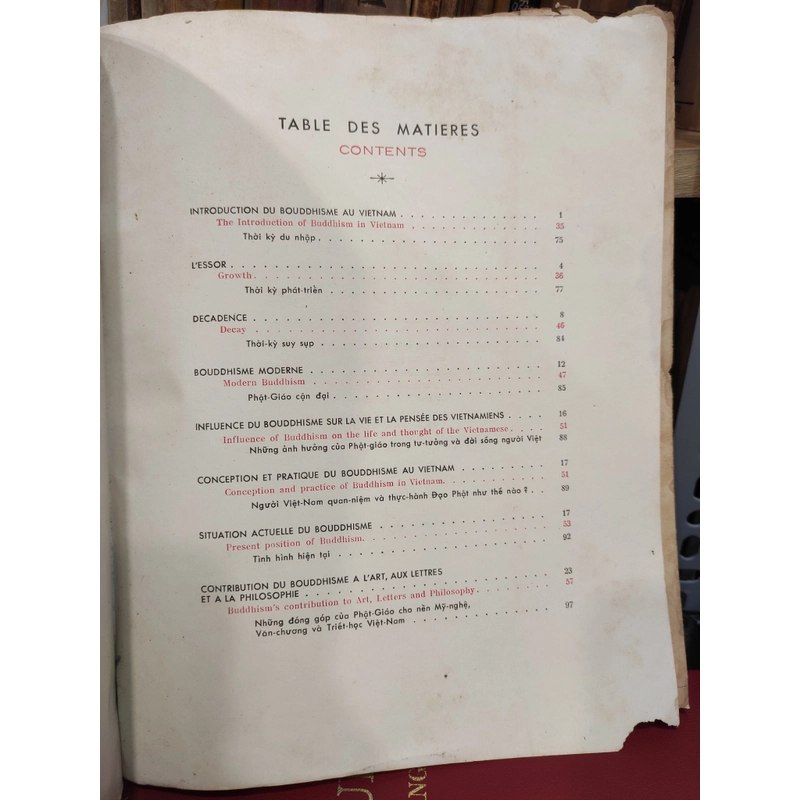 TABLE DES MATIERES
CONTENTS
INTRODUCTION DU BOUDDHISME AU VIETNAM . . . . . . . . . . . . . . 1
The Introduction of Buddhism in Vietnam . . . . . . . . . . . . . . 35
Thời kỳ du nhập . . . . . . . . . . . . . . . . . . . . 75
L'ESSOR . . . . . . . . . . . . . . . . . . . . . . . . . . . . 4
Growth . . . . . . . . . . . . . . . . . . . . . . . . . . . 36
Thời kỳ phát-triển . . . . . . . . . . . . . . . . . . . 77
DECADENCE . . . . . . . . . . . . . . . . . . . . . . . . . . 8
Decay . . . . . . . . . . . . . . . . . . . . . . . . . . 46
Thời-kỳ suy sụp . . . . . . . . . . . . . . . . . . . . 84
BOUDDHISME MODERNE . . . . . . . . . . . . . . . . . . . . . 12
Modern Buddhism . . . . . . . . . . . . . . . . . . . . . 47
Phật-Giáo cận đại . . . . . . . . . . . . . . . . . . . 85
INFLUENCE DU BOUDDHISME SUR LA VIE ET LA PENSÉE DES VIETNAMIENS . . . . 16
Influence of Buddhism on the life and thought of the Vietnamese . . . . 51
Những ảnh hưởng của Phật-giáo trong tư-tưởng và đời sống người Việt 88
CONCEPTION ET PRATIQUE DU BOUDDHISME AU VIETNAM . . . . . . . . . 17
Conception and practice of Buddhism in Vietnam . . . . . . . . . . 51
Người Việt-Nam quan-niệm và thực-hành Đạo Phật như thế nào ? . . 89
SITUATION ACTUELLE DU BOUDDHISME . . . . . . . . . . . . . . . . 17
Present position of Buddhism . . . . . . . . . . . . . . . . . . 53
Tình hình hiện tại . . . . . . . . . . . . . . . . . . . 92
CONTRIBUTION DU BOUDDHISME A L'ART, AUX LETTRES
ET A LA PHILOSOPHIE . . . . . . . . . . . . . . . . . . . . . 23
Buddhism's contribution to Art, Letters and Philosophy . . . . . . . 57
Những đóng góp của Phật-Giáo cho nền Mỹ-nghệ,
Văn-chương và Triết-học Việt-Nam . . . . . . . . . . . . . 97